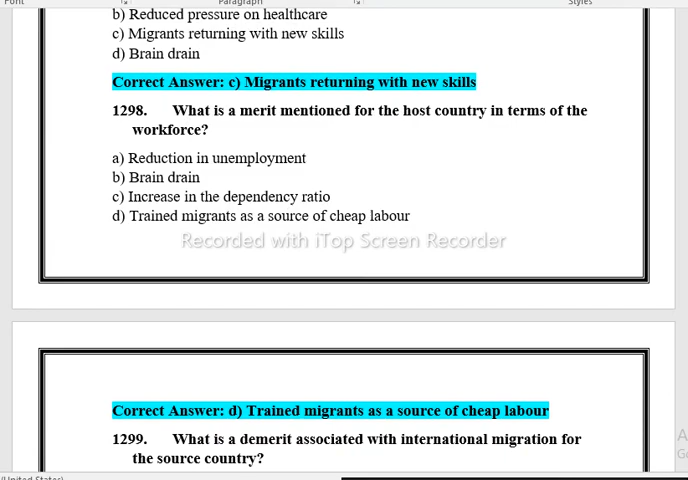 Font
Paragraph
Styles
b) Reduced pressure on healthcare
c) Migrants returning with new skills
d) Brain drain
Correct Answer: c) Migrants returning with new skills
1298. What is a merit mentioned for the host country in terms of the
workforce?
a) Reduction in unemployment
b) Brain drain
c) Increase in the dependency ratio
d) Trained migrants as a source of cheap labour
Recorded with iTop Screen Recorder
Correct Answer: d) Trained migrants as a source of cheap labour
1299. What is a demerit associated with international migration for
the source country?
(United States)